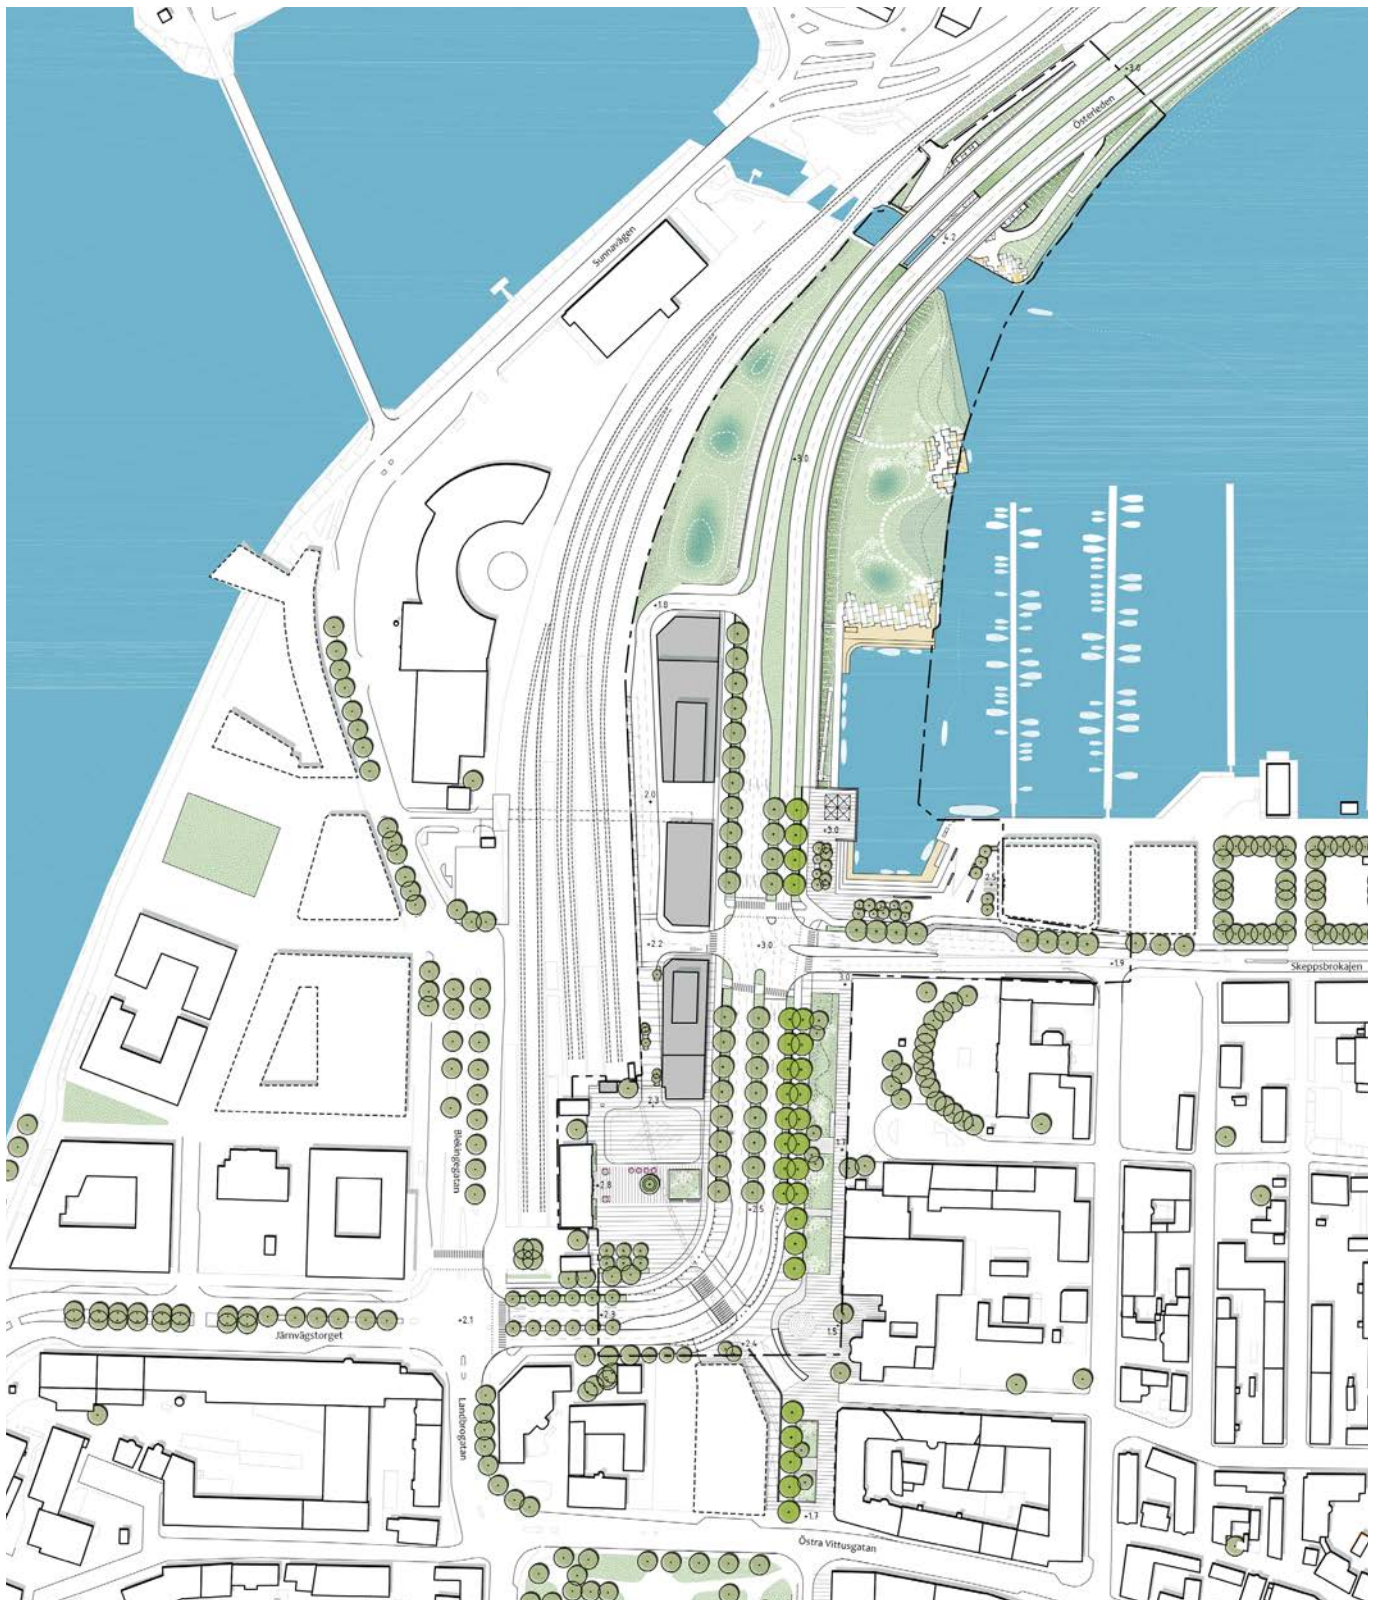 +3.0
Österleden
Sunnavägen
+3.0
+1.8
2.0
+3.0
2.5
+2.2
+3.0
+1.9
Skeppsbrokajen
3.0
2.3
Blekingegatan
+2.8
+2.5
+2.3
+2.1
1.5
Järnvägstorget
+2.4
Landbrogatan
+1.7
Östra Vittusgatan